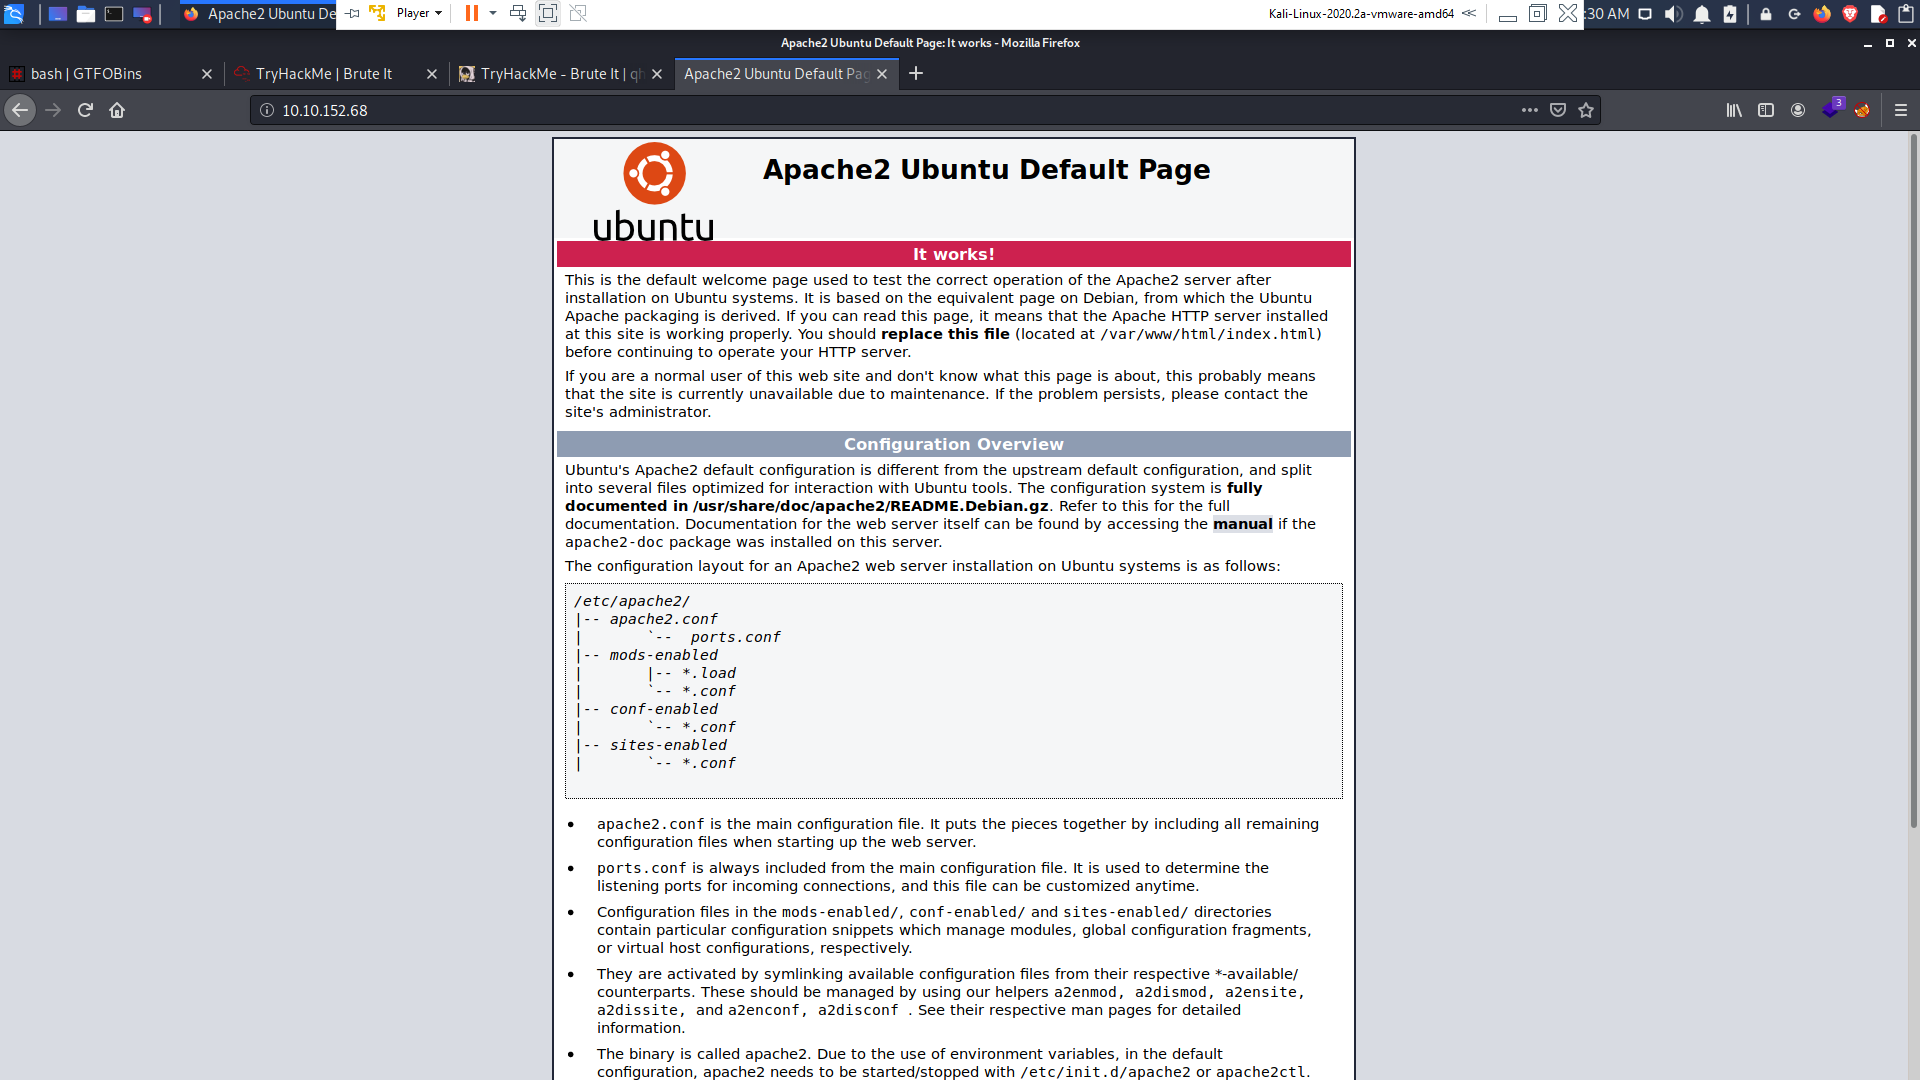 Apache2 Ubuntu De
Player
Kali-Linux-2020.2a-vmware-amd64
:30 AM
Apache2 Ubuntu Default Page: It works - Mozilla Firefox
bash | GTFOBins
TryHackMe | Brute It
TryHackMe - Brute It | qh
Apache2 Ubuntu Default Pag
10.10.152.68
3
ubuntu
Apache2 Ubuntu Default Page
It works!
This is the default welcome page used to test the correct operation of the Apache2 server after
installation on Ubuntu systems. It is based on the equivalent page on Debian, from which the Ubuntu
Apache packaging is derived. If you can read this page, it means that the Apache HTTP server installed
at this site is working properly. You should replace this file (located at /var/www/html/index.html)
before continuing to operate your HTTP server.
If you are a normal user of this web site and don't know what this page is about, this probably means
that the site is currently unavailable due to maintenance. If the problem persists, please contact the
site's administrator.
Configuration Overview
Ubuntu's Apache2 default configuration is different from the upstream default configuration, and split
into several files optimized for interaction with Ubuntu tools. The configuration system is fully
documented in /usr/share/doc/apache2/README.Debian.gz. Refer to this for the full
documentation. Documentation for the web server itself can be found by accessing the manual if the
apache2-doc package was installed on this server.
The configuration layout for an Apache2 web server installation on Ubuntu systems is as follows:
/etc/apache2/
|-- apache2.conf
|       `--  ports.conf
|-- mods-enabled
|       |-- *.load
|       `-- *.conf
|-- conf-enabled
|       `-- *.conf
|-- sites-enabled
|       `-- *.conf
• apache2.conf is the main configuration file. It puts the pieces together by including all remaining
configuration files when starting up the web server.
• ports.conf is always included from the main configuration file. It is used to determine the
listening ports for incoming connections, and this file can be customized anytime.
• Configuration files in the mods-enabled/, conf-enabled/ and sites-enabled/ directories
contain particular configuration snippets which manage modules, global configuration fragments,
or virtual host configurations, respectively.
• They are activated by symlinking available configuration files from their respective *-available/
counterparts. These should be managed by using our helpers a2enmod, a2dismod, a2ensite,
a2dissite, and a2enconf, a2disconf . See their respective man pages for detailed
information.
• The binary is called apache2. Due to the use of environment variables, in the default
configuration, apache2 needs to be started/stopped with /etc/init.d/apache2 or apache2ctl.